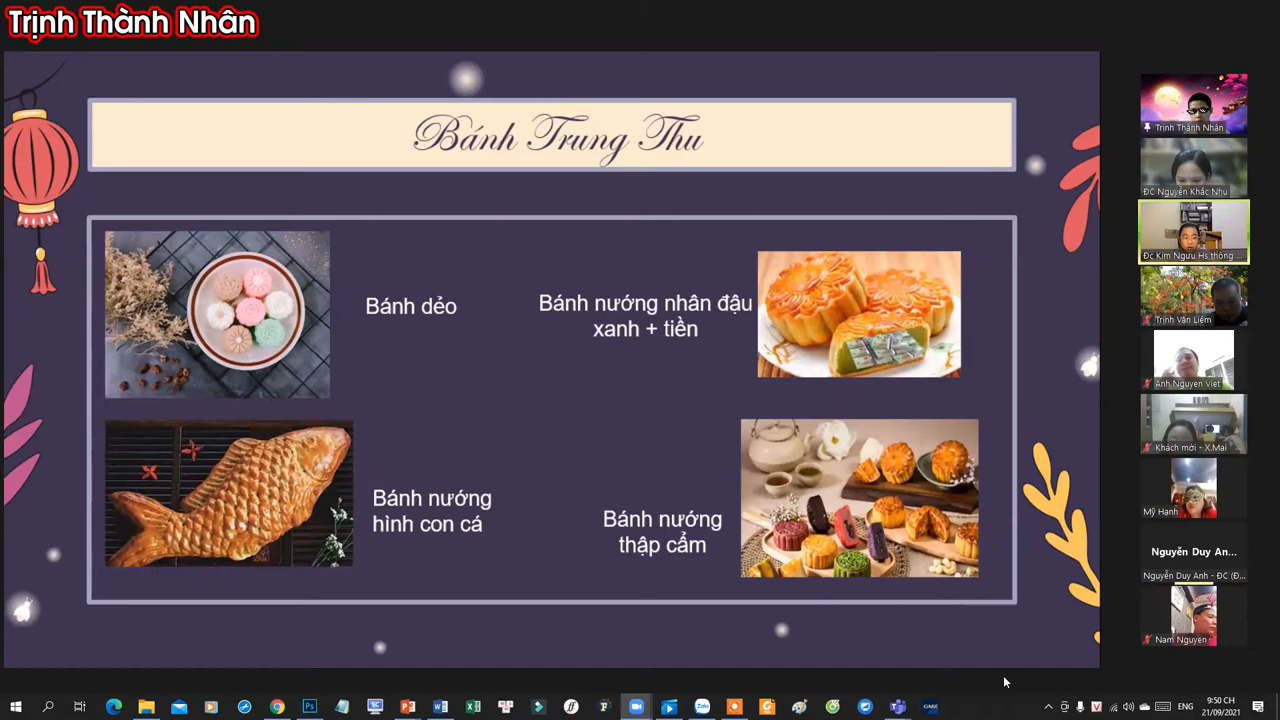 Trịnh Thành Nhân
Bánh Trung Thu
Bánh dẻo
Bánh nướng nhân đậu
xanh + tiền
Bánh nướng
hình con cá
Bánh nướng
thập cẩm
Trịnh Thành Nhân
ĐC Nguyễn Khắc Nhu
Đc Kim Ngưu Hs thông ...
Trịnh Văn Liêm
Anh Nguyen Viet
Khách mời - X.Mai
Mỹ Hạnh
Nguyễn Duy An...
Nguyễn Duy Anh - ĐC (Đ...
Nam Nguyen
ENG
9:50 CH
21/09/2021